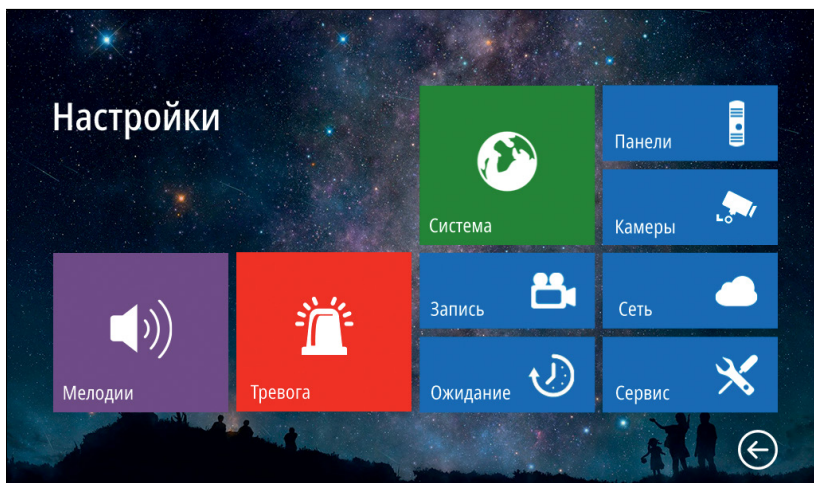 Настройки
Панели
Система
Камеры
Запись
Сеть
Мелодии
Тревога
Ожидание
Сервис